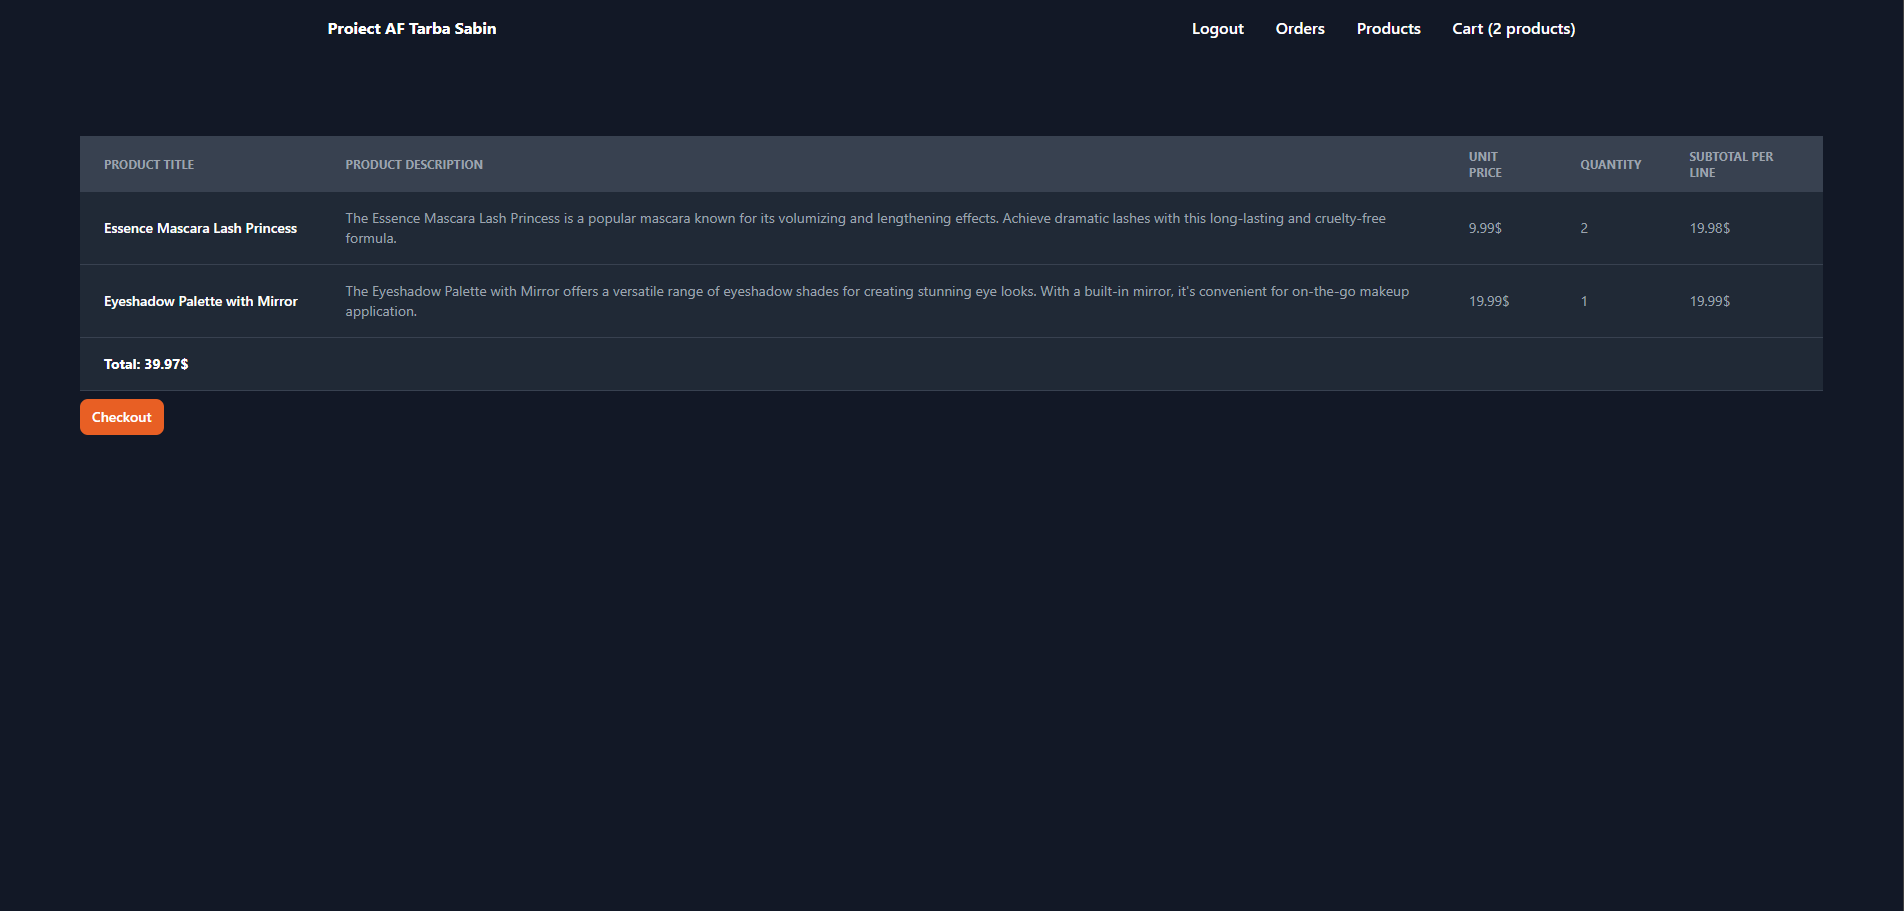 Proiect AF Tarba Sabin
Logout Orders Products Cart (2 products)
PRODUCT TITLE PRODUCT DESCRIPTION UNIT PRICE QUANTITY SUBTOTAL PER LINE
Essence Mascara Lash Princess
The Essence Mascara Lash Princess is a popular mascara known for its volumizing and lengthening effects. Achieve dramatic lashes with this long-lasting and cruelty-free
formula.
9.99$ 2 19.98$
Eyeshadow Palette with Mirror
The Eyeshadow Palette with Mirror offers a versatile range of eyeshadow shades for creating stunning eye looks. With a built-in mirror, it's convenient for on-the-go makeup
application.
19.99$ 1 19.99$
Total: 39.97$
Checkout